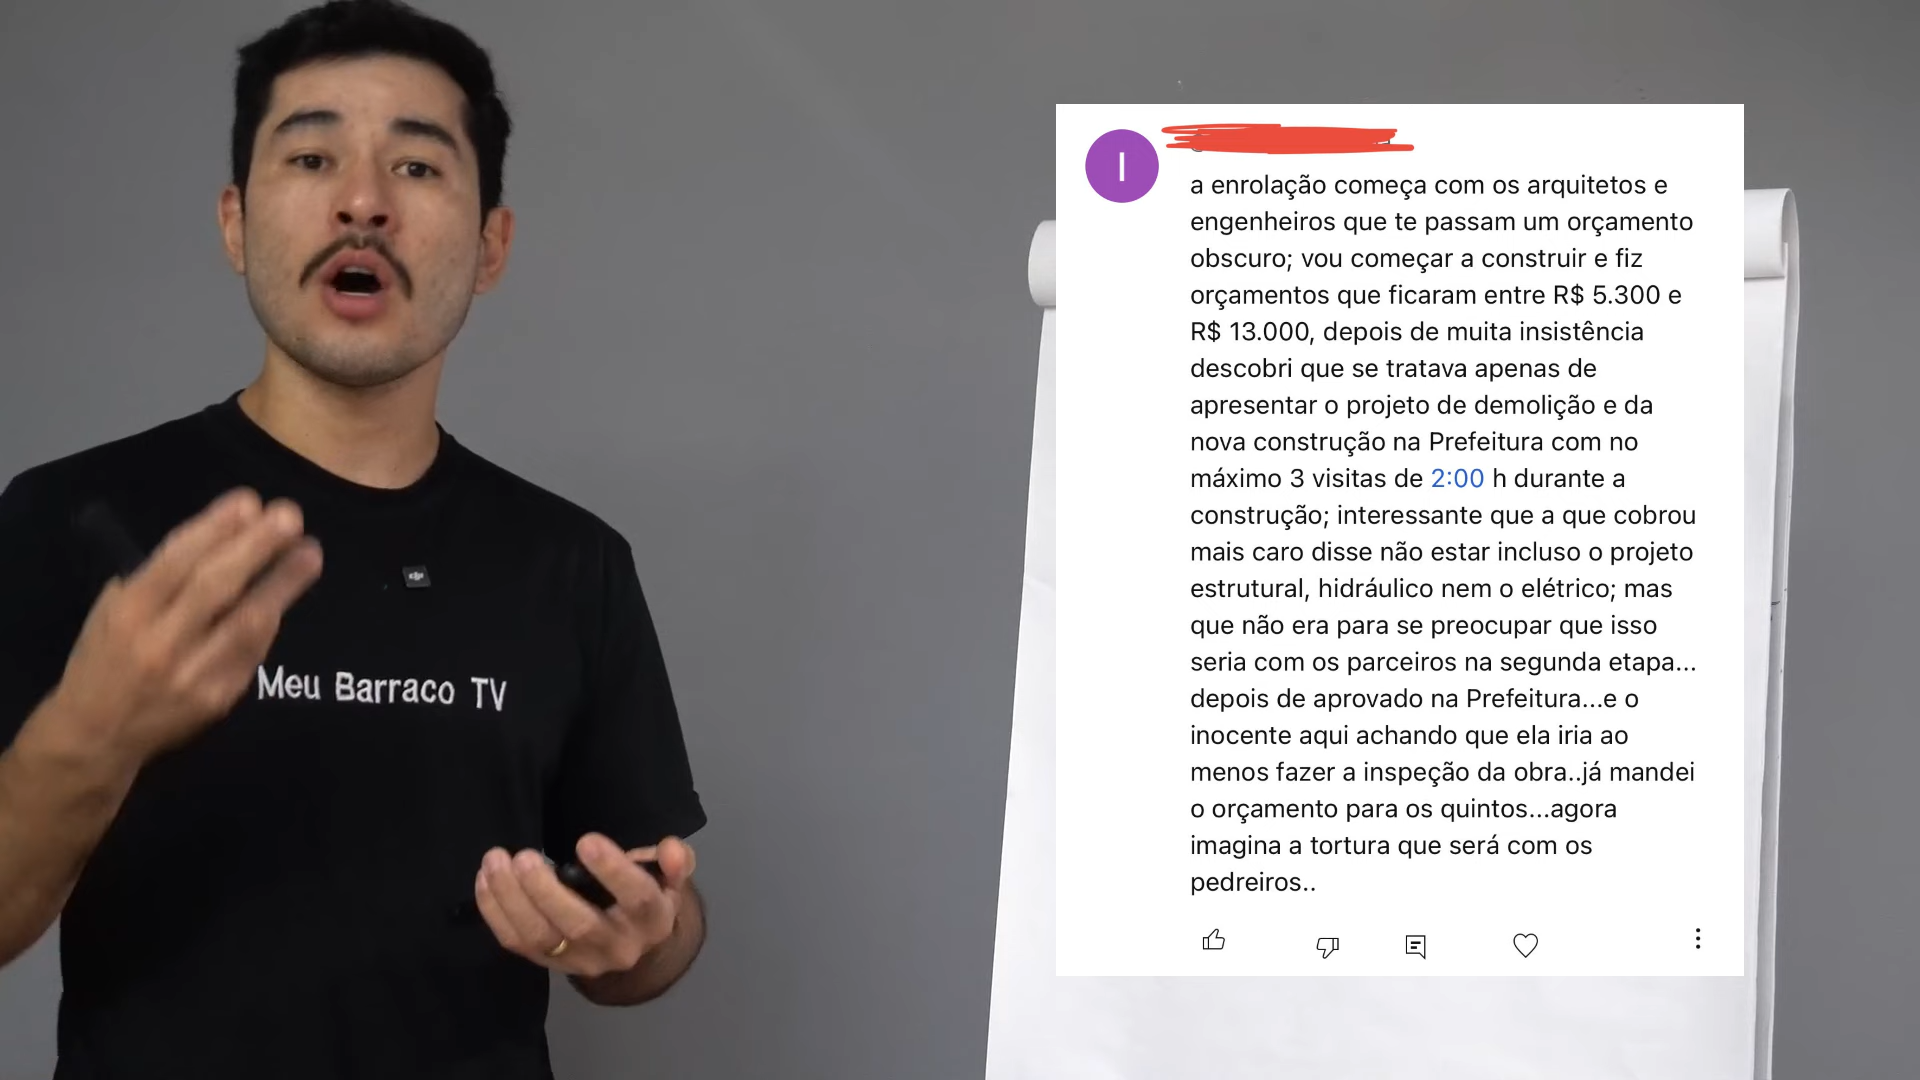 I
a enrolação começa com os arquitetos e
engenheiros que te passam um orçamento
obscuro; vou começar a construir e fiz
orçamentos que ficaram entre R$ 5.300 e
R$ 13.000, depois de muita insistência
descobri que se tratava apenas de
apresentar o projeto de demolição e da
nova construção na Prefeitura com no
máximo 3 visitas de 2:00 h durante a
construção; interessante que a que cobrou
mais caro disse não estar incluso o projeto
estrutural, hidráulico nem o elétrico; mas
que não era para se preocupar que isso
seria com os parceiros na segunda etapa...
depois de aprovado na Prefeitura...e o
inocente aqui achando que ela iria ao
menos fazer a inspeção da obra..já mandei
o orçamento para os quintos...agora
imagina a tortura que será com os
pedreiros..
dji
Meu Barraco TV